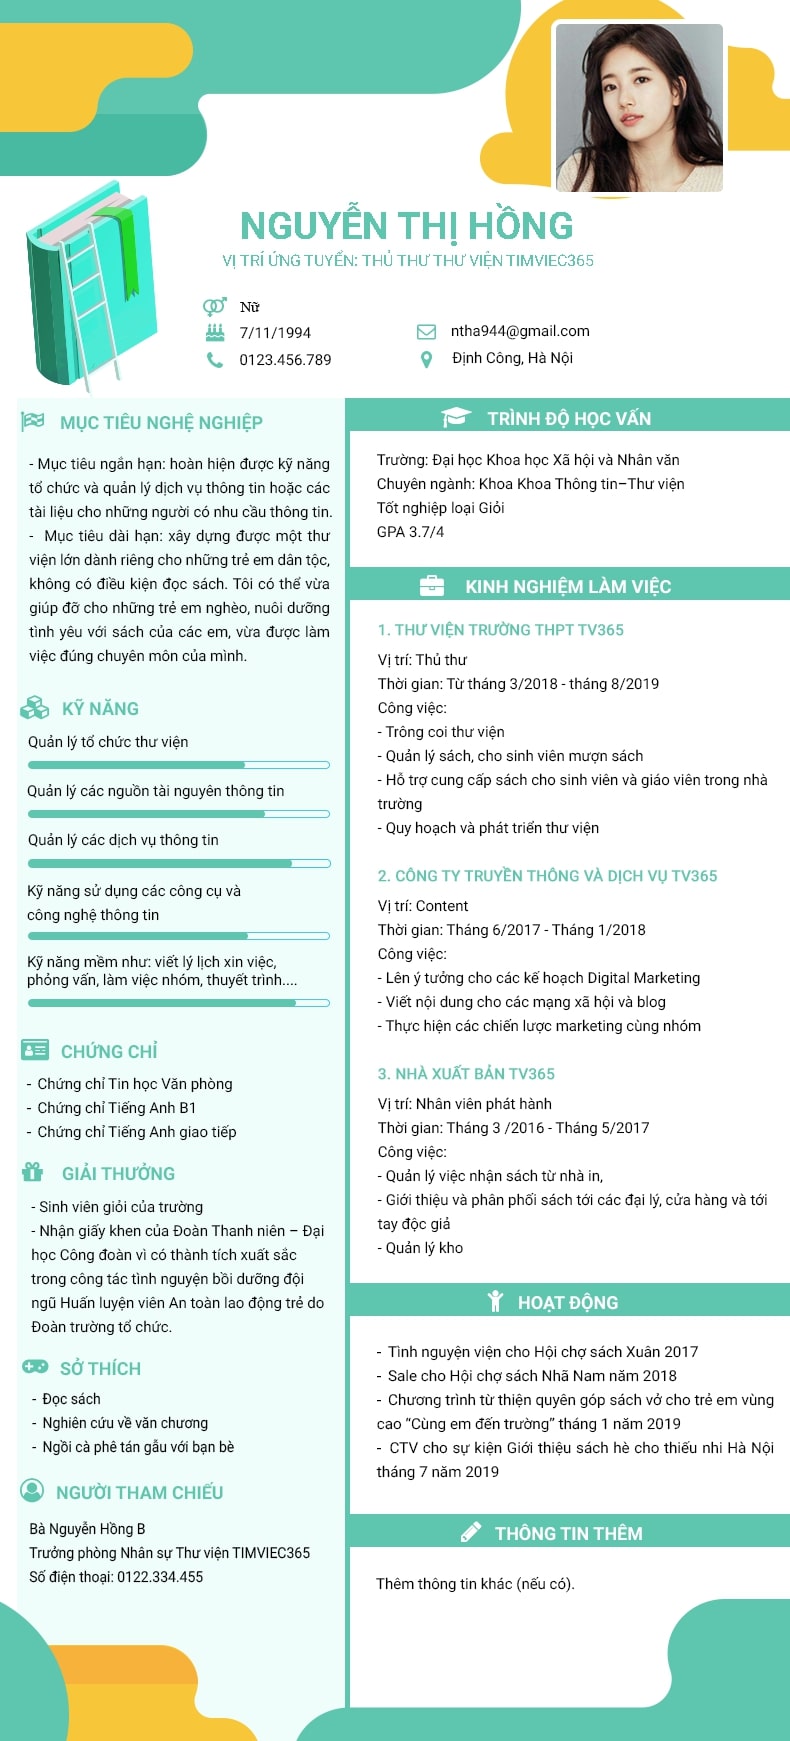 NGUYỄN THỊ HỒNG
VỊ TRÍ ỨNG TUYỂN: THỦ THƯ THƯ VIỆN TIMVIEC365
Nữ
7/11/1994
0123.456.789
ntha944@gmail.com
Định Công, Hà Nội
MỤC TIÊU NGHỆ NGHIỆP
- Mục tiêu ngắn hạn: hoàn hiện được kỹ năng
tổ chức và quản lý dịch vụ thông tin hoặc các
tài liệu cho những người có nhu cầu thông tin.
- Mục tiêu dài hạn: xây dựng được một thư
viện lớn dành riêng cho những trẻ em dân tộc,
không có điều kiện đọc sách. Tôi có thể vừa
giúp đỡ cho những trẻ em nghèo, nuôi dưỡng
tình yêu với sách của các em, vừa được làm
việc đúng chuyên môn của mình.
KỸ NĂNG
Quản lý tổ chức thư viện
Quản lý các nguồn tài nguyên thông tin
Quản lý các dịch vụ thông tin
Kỹ năng sử dụng các công cụ và
công nghệ thông tin
Kỹ năng mềm như: viết lý lịch xin việc,
phỏng vấn, làm việc nhóm, thuyết trình....
CHỨNG CHỈ
- Chứng chỉ Tin học Văn phòng
- Chứng chỉ Tiếng Anh B1
- Chứng chỉ Tiếng Anh giao tiếp
GIẢI THƯỞNG
- Sinh viên giỏi của trường
- Nhận giấy khen của Đoàn Thanh niên – Đại
học Công đoàn vì có thành tích xuất sắc
trong công tác tình nguyện bồi dưỡng đội
ngũ Huấn luyện viên An toàn lao động trẻ do
Đoàn trường tổ chức.
SỞ THÍCH
- Đọc sách
- Nghiên cứu về văn chương
- Ngồi cà phê tán gẫu với bạn bè
NGƯỜI THAM CHIẾU
Bà Nguyễn Hồng B
Trưởng phòng Nhân sự Thư viện TIMVIEC365
Số điện thoại: 0122.334.455
TRÌNH ĐỘ HỌC VẤN
Trường: Đại học Khoa học Xã hội và Nhân văn
Chuyên ngành: Khoa Khoa Thông tin–Thư viện
Tốt nghiệp loại Giỏi
GPA 3.7/4
KINH NGHIỆM LÀM VIỆC
1. THƯ VIỆN TRƯỜNG THPT TV365
Vị trí: Thủ thư
Thời gian: Từ tháng 3/2018 - tháng 8/2019
Công việc:
- Trông coi thư viện
- Quản lý sách, cho sinh viên mượn sách
- Hỗ trợ cung cấp sách cho sinh viên và giáo viên trong nhà
trường
- Quy hoạch và phát triển thư viện
2. CÔNG TY TRUYỀN THÔNG VÀ DỊCH VỤ TV365
Vị trí: Content
Thời gian: Tháng 6/2017 - Tháng 1/2018
Công việc:
- Lên ý tưởng cho các kế hoạch Digital Marketing
- Viết nội dung cho các mạng xã hội và blog
- Thực hiện các chiến lược marketing cùng nhóm
3. NHÀ XUẤT BẢN TV365
Vị trí: Nhân viên phát hành
Thời gian: Tháng 3 /2016 - Tháng 5/2017
Công việc:
- Quản lý việc nhận sách từ nhà in,
- Giới thiệu và phân phối sách tới các đại lý, cửa hàng và tới
tay độc giả
- Quản lý kho
HOẠT ĐỘNG
- Tình nguyện viện cho Hội chợ sách Xuân 2017
- Sale cho Hội chợ sách Nhã Nam năm 2018
- Chương trình từ thiện quyên góp sách vở cho trẻ em vùng
cao “Cùng em đến trường” tháng 1 năm 2019
- CTV cho sự kiện Giới thiệu sách hè cho thiếu nhi Hà Nội
tháng 7 năm 2019
THÔNG TIN THÊM
Thêm thông tin khác (nếu có).